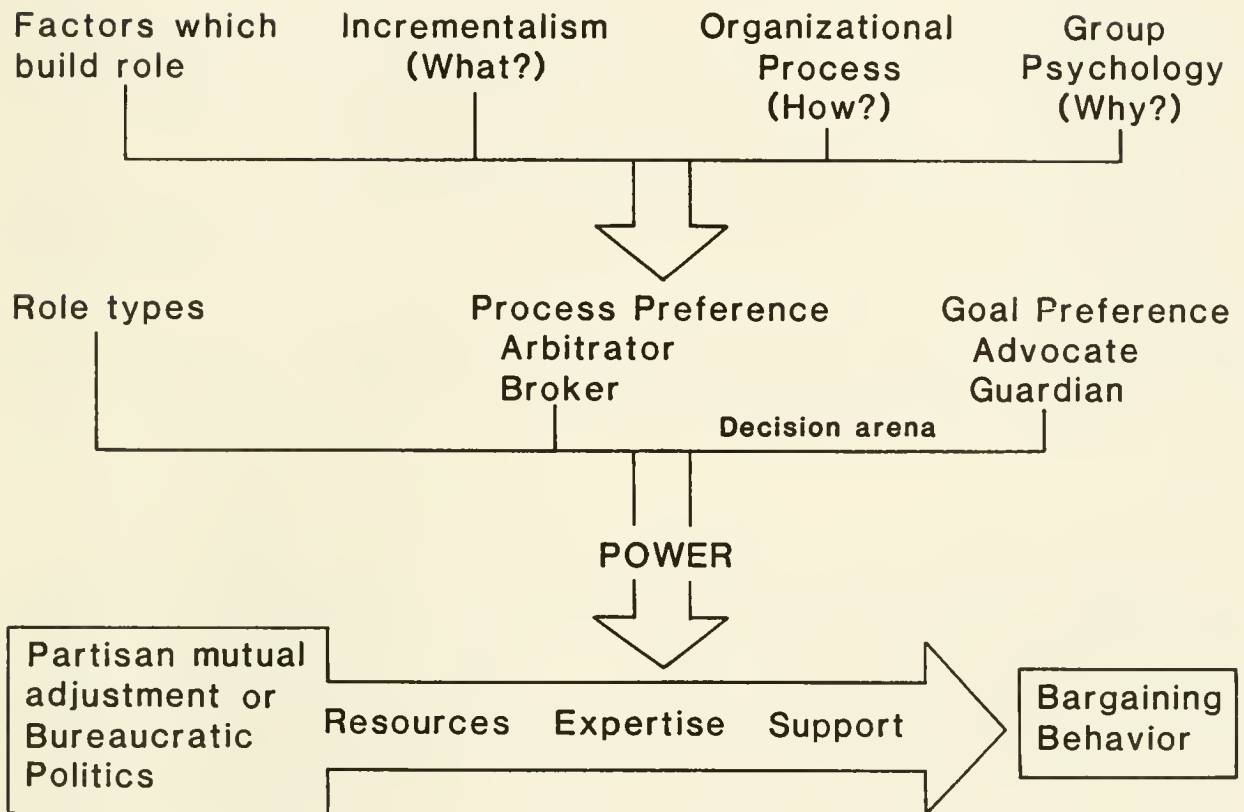 Factors which
build role
Incrementalism
(What?)
Organizational
Process
(How?)
Group
Psychology
(Why?)
Role types
Process Preference
Arbitrator
Broker
Goal Preference
Advocate
Guardian
Decision arena
POWER
Partisan mutual
adjustment or
Bureaucratic
Politics
Resources Expertise Support
Bargaining
Behavior